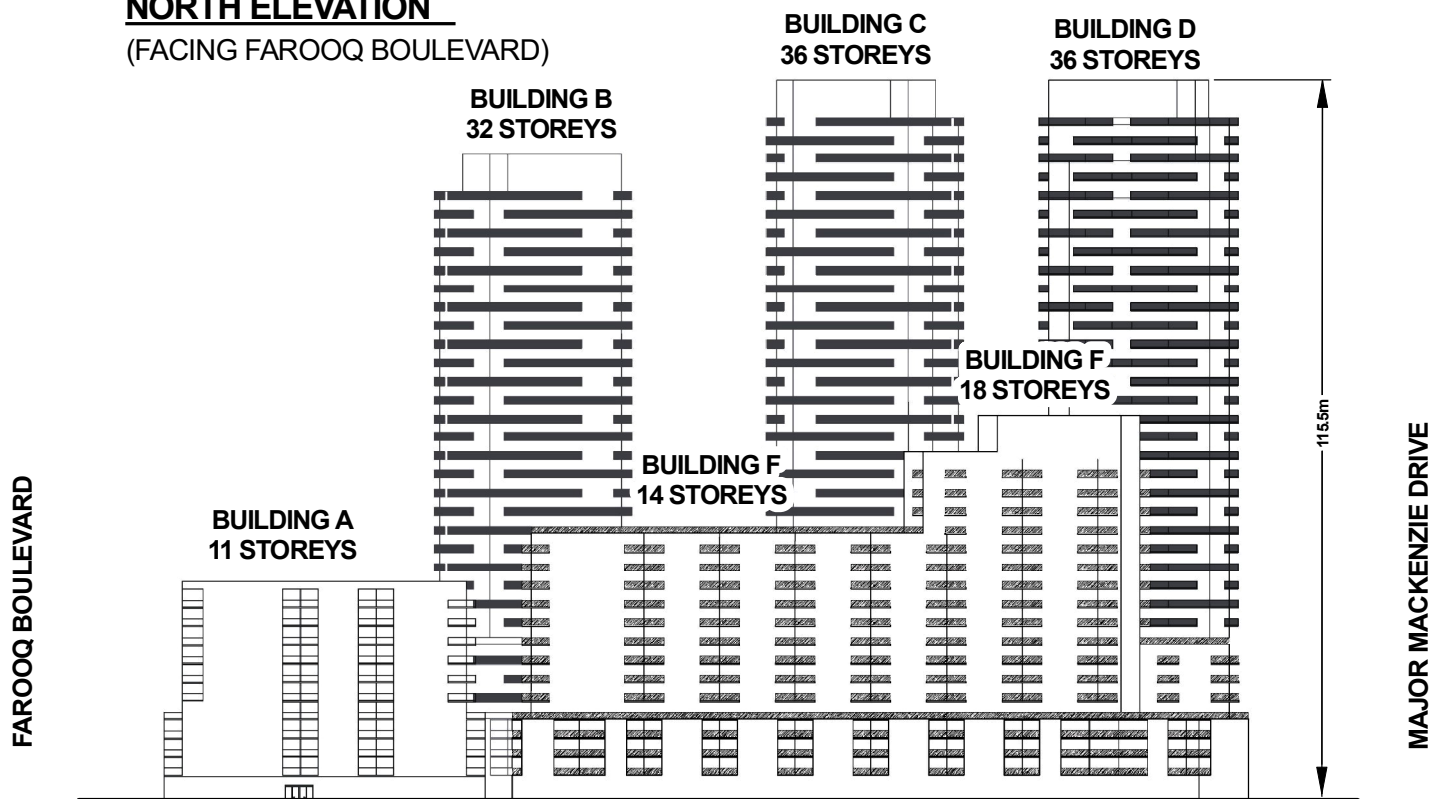 NORTH ELEVATION
(FACING FAROOQ BOULEVARD)
BUILDING C
36 STOREYS
BUILDING D
36 STOREYS
BUILDING B
32 STOREYS
BUILDING F
18 STOREYS
BUILDING F
14 STOREYS
BUILDING A
11 STOREYS
115.5m
FAROOQ BOULEVARD
MAJOR MACKENZIE DRIVE